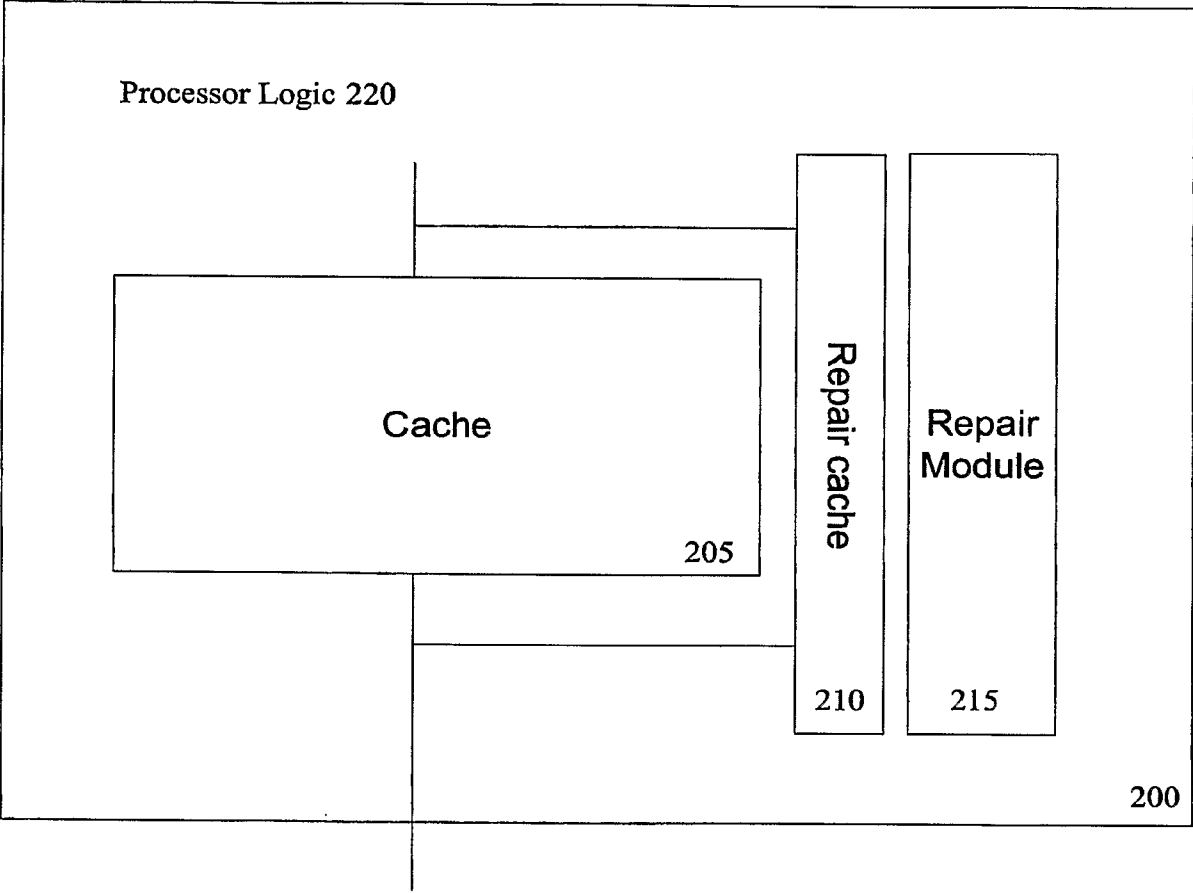 Processor Logic 220
Cache
205
Repair cache
210
Repair
Module
215
200